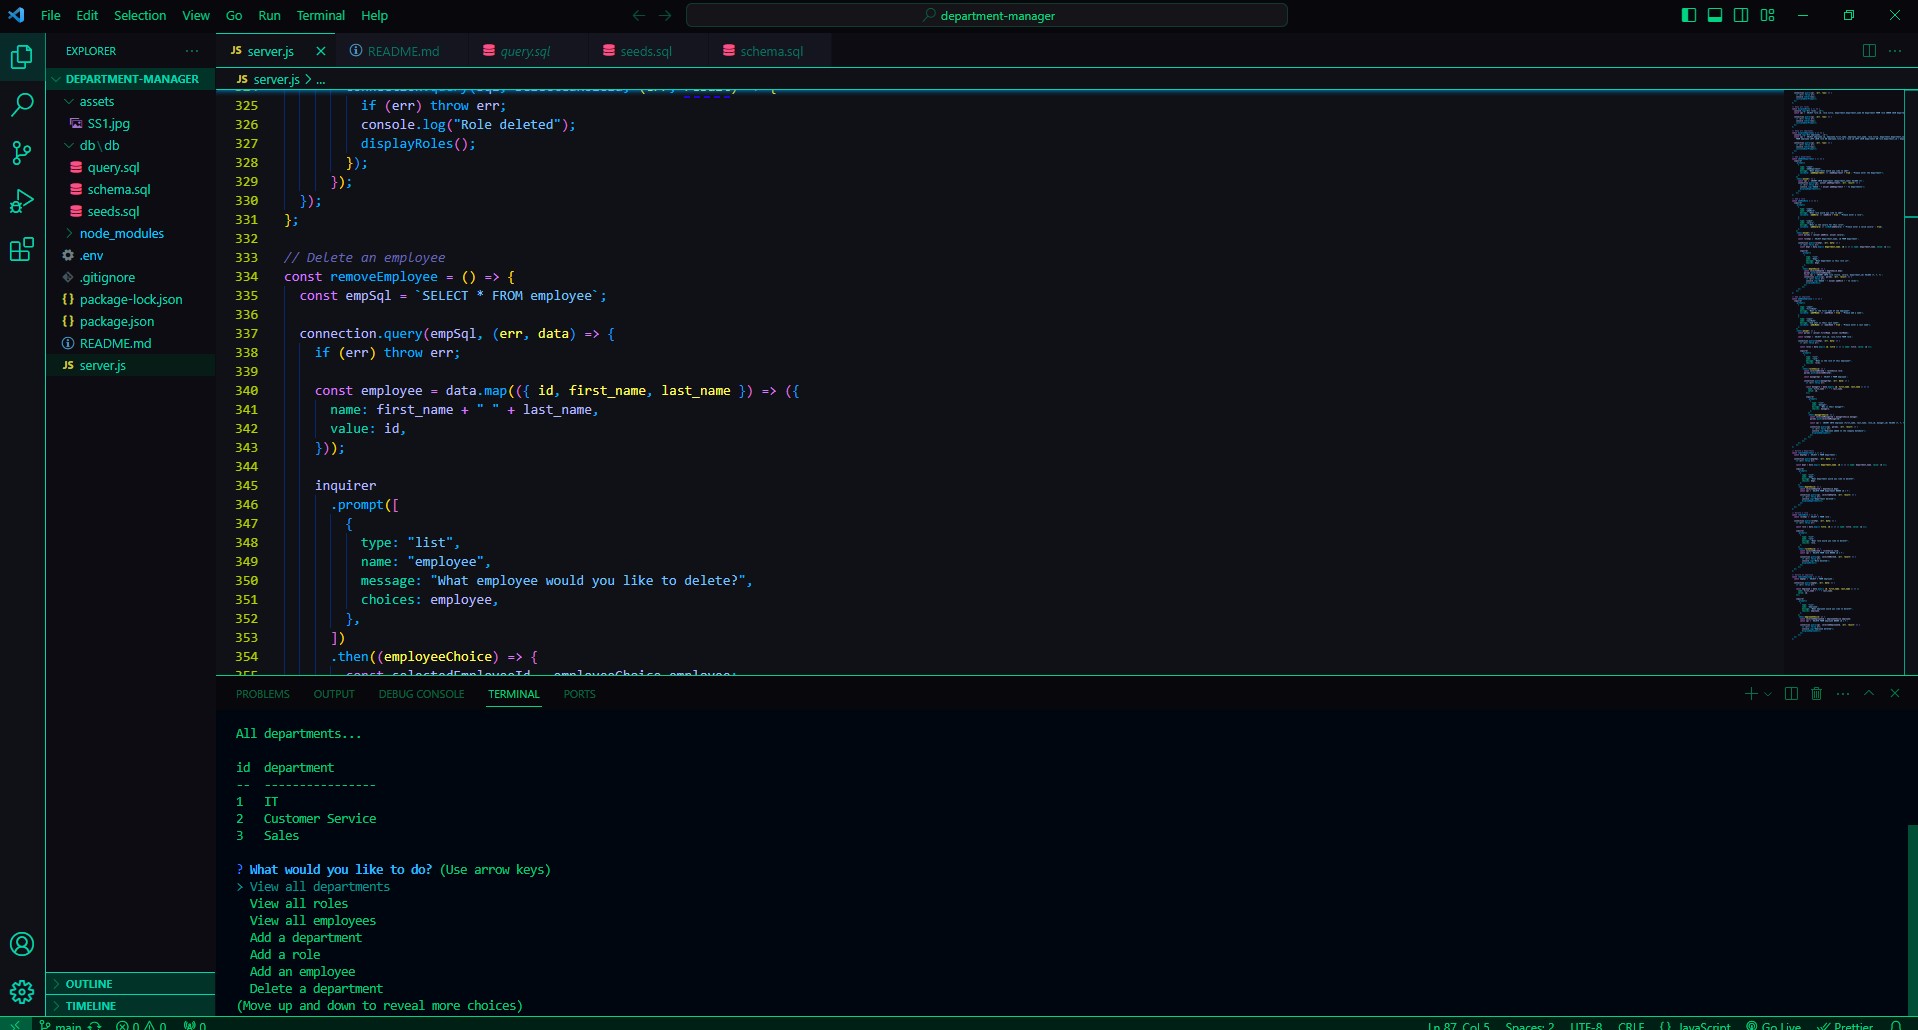 File Edit Selection View Go Run Terminal Help
department-manager
EXPLORER
DEPARTMENT-MANAGER
assets
SS1.jpg
db\db
query.sql
schema.sql
seeds.sql
node_modules
.env
.gitignore
package-lock.json
package.json
README.md
JS server.js
OUTLINE
TIMELINE
JS server.js README.md query.sql seeds.sql schema.sql
JS server.js > ...
325 if (err) throw err;
326 console.log("Role deleted");
327 displayRoles();
328 });
329 });
330 });
331 };
332
333 // Delete an employee
334 const removeEmployee = () => {
335 const empSql = `SELECT * FROM employee`;
336
337 connection.query(empSql, (err, data) => {
338 if (err) throw err;
339
340 const employee = data.map(({ id, first_name, last_name }) => ({
341 name: first_name + " " + last_name,
342 value: id,
343 }));
344
345 inquirer
346 .prompt([
347 {
348 type: "list",
349 name: "employee",
350 message: "What employee would you like to delete?",
351 choices: employee,
352 },
353 ])
354 .then((employeeChoice) => {
355 const selectedEmployeeId = employeeChoice.employee;
PROBLEMS OUTPUT DEBUG CONSOLE TERMINAL PORTS
All departments...
id department
-- ----------------
1 IT
2 Customer Service
3 Sales
? What would you like to do? (Use arrow keys)
> View all departments
View all roles
View all employees
Add a department
Add a role
Add an employee
Delete a department
(Move up and down to reveal more choices)
main 0 0 0 Ln 87, Col 5 Spaces: 2 UTF-8 CRLF {} JavaScript Go Live Prettier